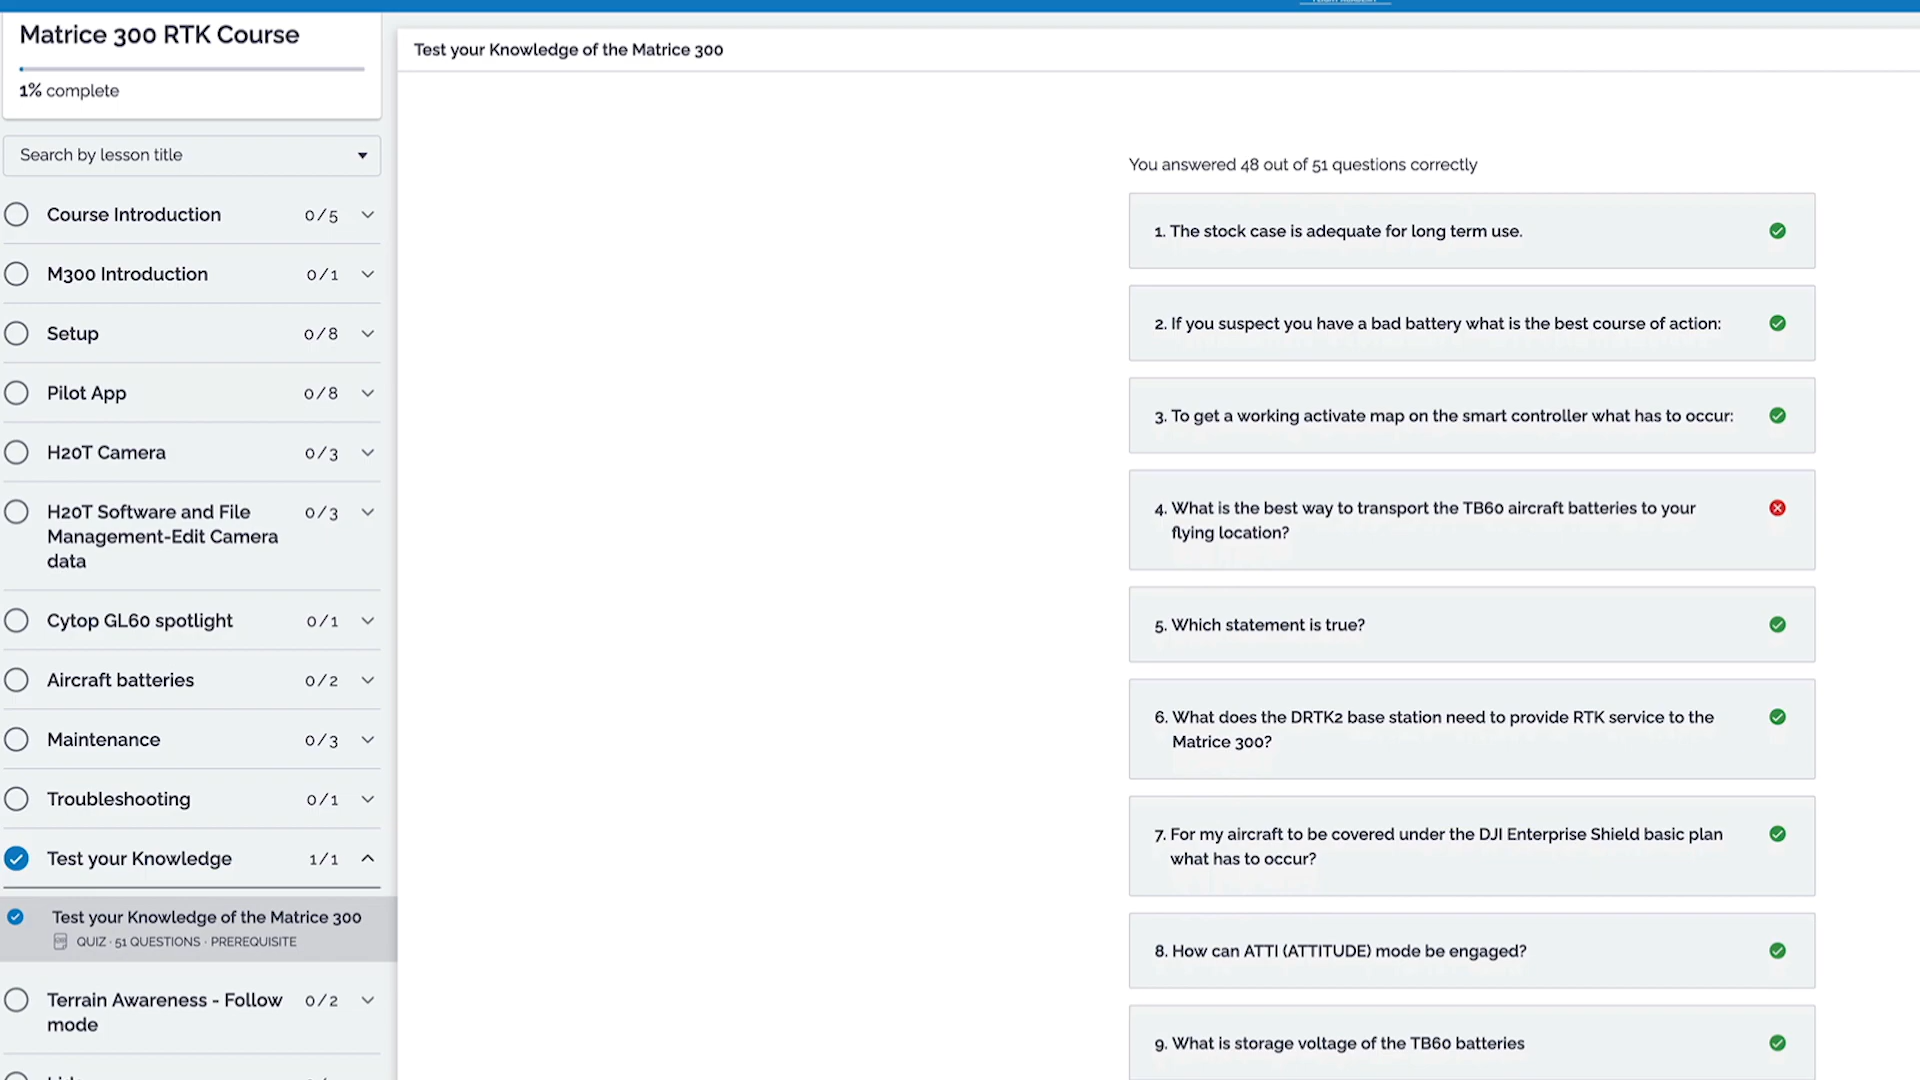 Matrice 300 RTK Course
1% complete
Search by lesson title
Course Introduction 0/5
M300 Introduction 0/1
Setup 0/8
Pilot App 0/8
H20T Camera 0/3
H20T Software and File 0/3
Management-Edit Camera
data
Cytop GL60 spotlight 0/1
Aircraft batteries 0/2
Maintenance 0/3
Troubleshooting 0/1
Test your Knowledge 1/1
Test your Knowledge of the Matrice 300
QUIZ · 51 QUESTIONS · PREREQUISITE
Terrain Awareness - Follow 0/2
mode
Test your Knowledge of the Matrice 300
You answered 48 out of 51 questions correctly
1. The stock case is adequate for long term use.
2. If you suspect you have a bad battery what is the best course of action:
3. To get a working activate map on the smart controller what has to occur:
4. What is the best way to transport the TB60 aircraft batteries to your
flying location?
5. Which statement is true?
6. What does the DRTK2 base station need to provide RTK service to the
Matrice 300?
7. For my aircraft to be covered under the DJI Enterprise Shield basic plan
what has to occur?
8. How can ATTI (ATTITUDE) mode be engaged?
9. What is storage voltage of the TB60 batteries